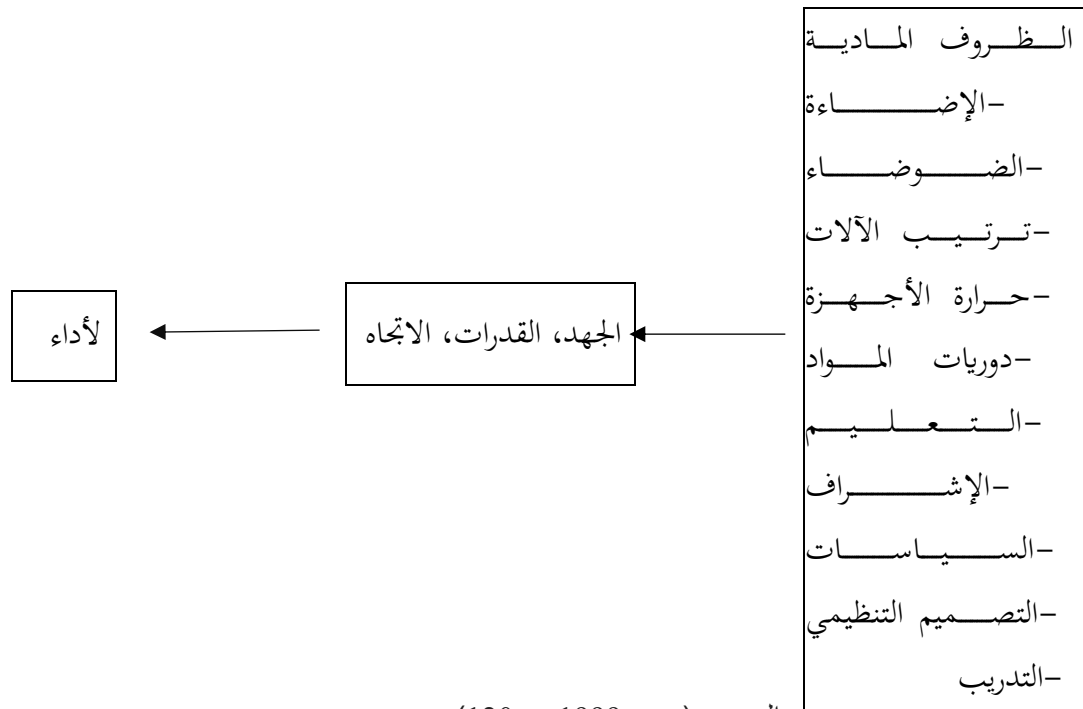 الظروف المادية
-الإضاءة
-الضوضاء
-ترتيب الآلات
-حرارة الأجهزة
-دوريات المواد
-التعليم
-الإشراف
-السياسات
-التصميم التنظيمي
-التدريب
الجهد، القدرات، الاتجاه
لأداء